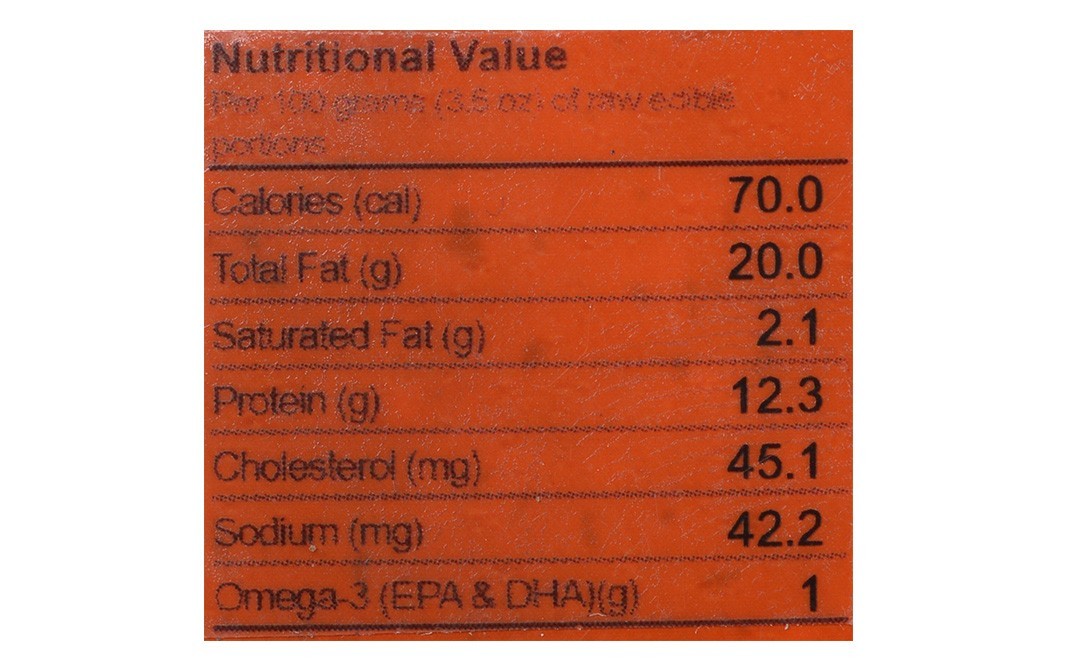 Nutritional Value
Per 100 grams (3.5 oz) of raw edible
portions
Calories (cal) 70.0
Total Fat (g) 20.0
Saturated Fat (g) 2.1
Protein (g) 12.3
Cholesterol (mg) 45.1
Sodium (mg) 42.2
Omega-3 (EPA & DHA)(g) 1